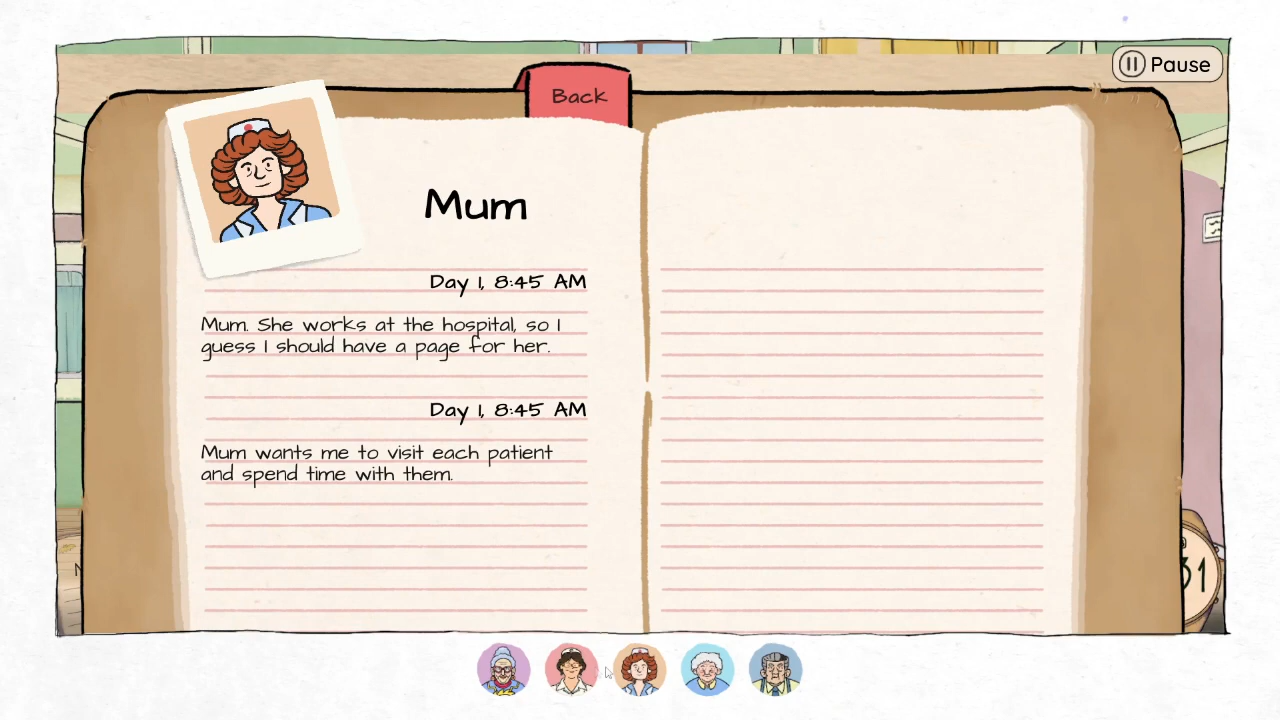 Pause
Back
Mum
Day 1, 8:45 AM
Mum. She works at the hospital, so I
guess I should have a page for her.
Day 1, 8:45 AM
Mum wants me to visit each patient
and spend time with them.
31